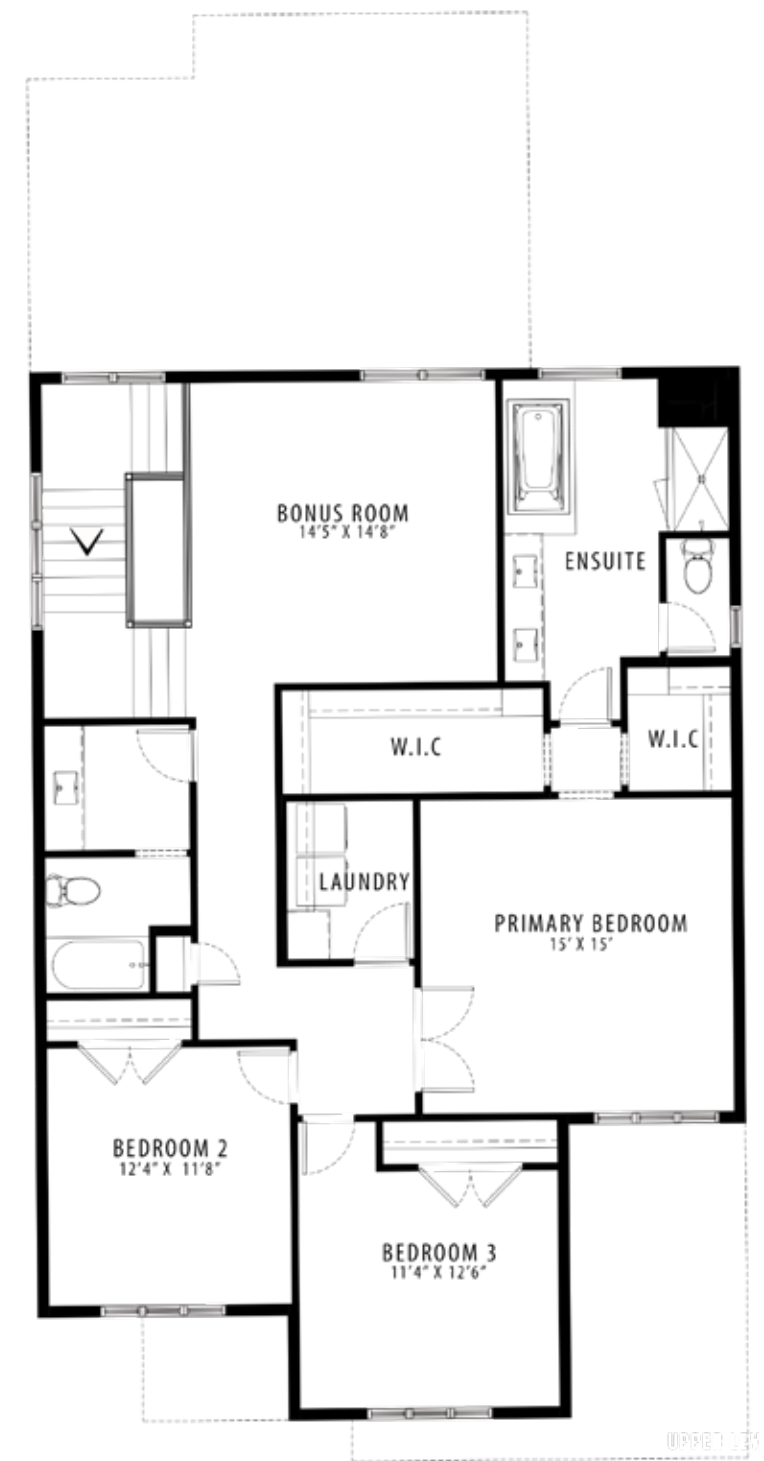 BONUS ROOM
14'5" X 14'8"
ENSUITE
W.I.C
W.I.C
LAUNDRY
PRIMARY BEDROOM
15' X 15'
BEDROOM 2
12'4" X 11'8"
BEDROOM 3
11'4" X 12'6"
UPPER